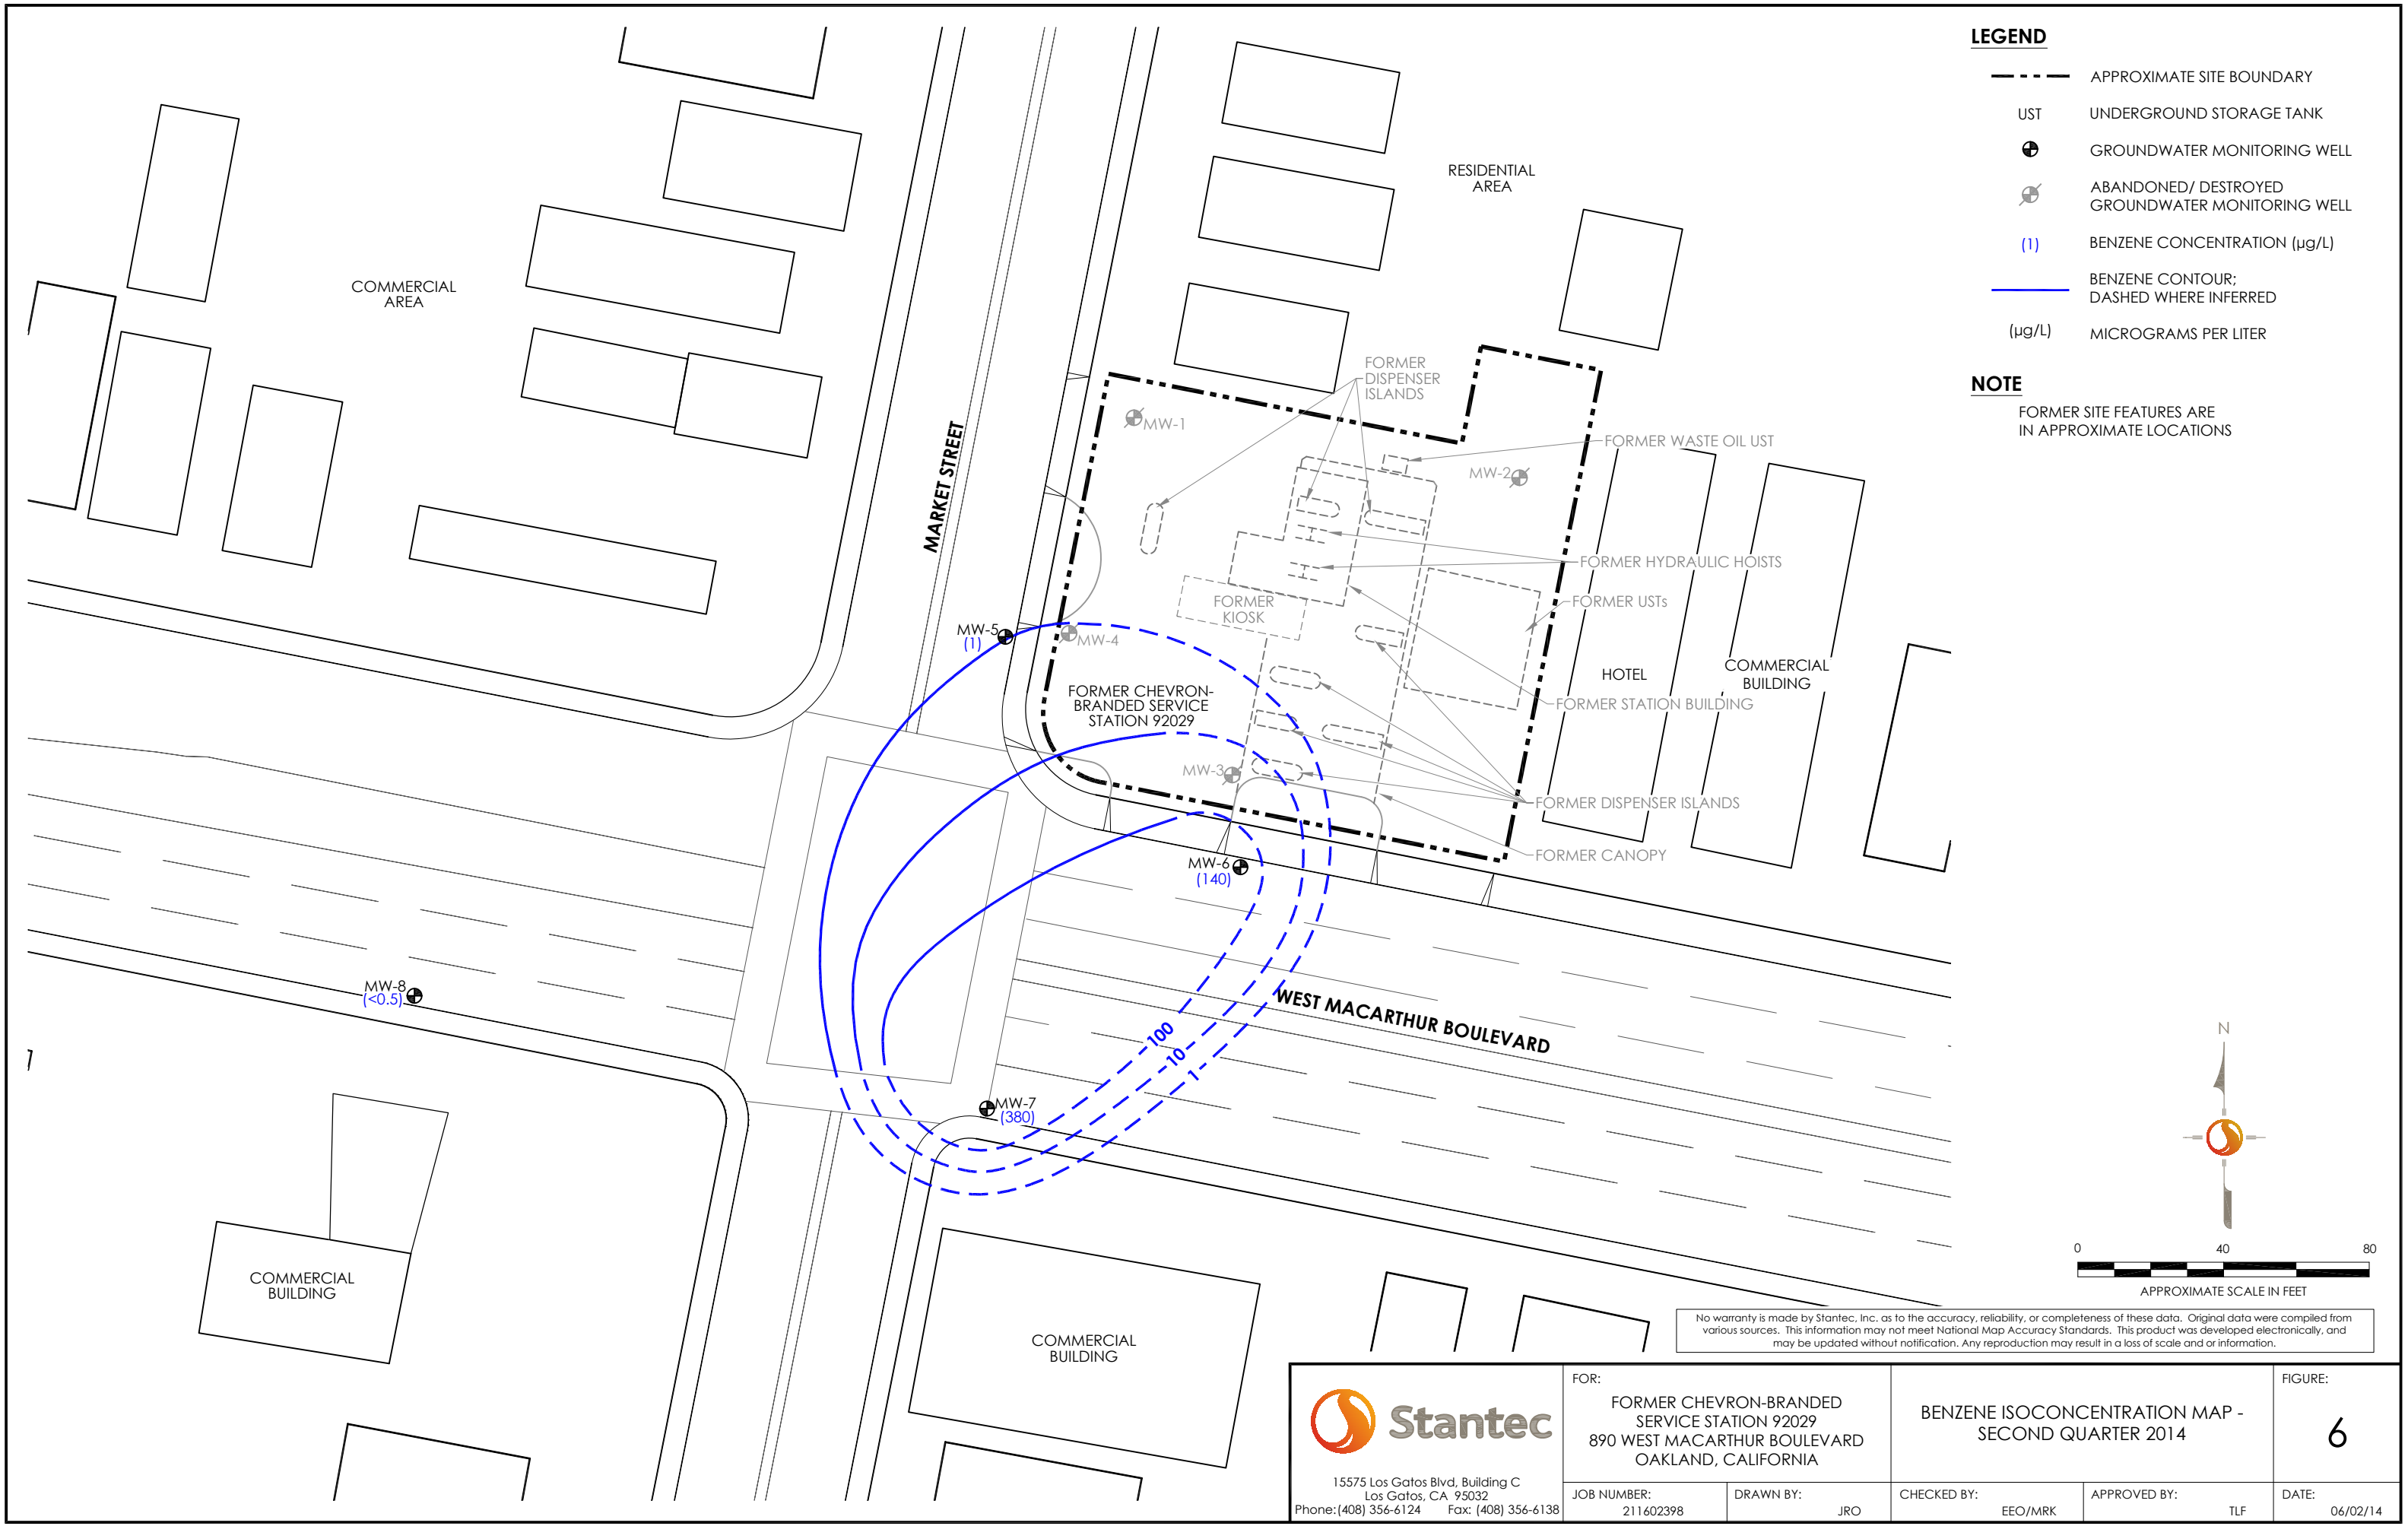 LEGEND
APPROXIMATE SITE BOUNDARY
UST
UNDERGROUND STORAGE TANK
GROUNDWATER MONITORING WELL
ABANDONED/ DESTROYED
GROUNDWATER MONITORING WELL
(1)
BENZENE CONCENTRATION (µg/L)
BENZENE CONTOUR;
DASHED WHERE INFERRED
(µg/L)
MICROGRAMS PER LITER
NOTE
FORMER SITE FEATURES ARE
IN APPROXIMATE LOCATIONS
RESIDENTIAL
AREA
COMMERCIAL
AREA
MARKET STREET
FORMER
DISPENSER
ISLANDS
MW-1
FORMER WASTE OIL UST
MW-2
FORMER HYDRAULIC HOISTS
FORMER
KIOSK
FORMER USTs
MW-5
(1)
MW-4
HOTEL
COMMERCIAL
BUILDING
FORMER CHEVRON-
BRANDED SERVICE
STATION 92029
FORMER STATION BUILDING
MW-3
FORMER DISPENSER ISLANDS
FORMER CANOPY
MW-6
(140)
MW-8
(<0.5)
WEST MACARTHUR BOULEVARD
100
10
1
MW-7
(380)
COMMERCIAL
BUILDING
COMMERCIAL
BUILDING
N
0 40 80
APPROXIMATE SCALE IN FEET
No warranty is made by Stantec, Inc. as to the accuracy, reliability, or completeness of these data. Original data were compiled from
various sources. This information may not meet National Map Accuracy Standards. This product was developed electronically, and
may be updated without notification. Any reproduction may result in a loss of scale and or information.
Stantec
15575 Los Gatos Blvd, Building C
Los Gatos, CA 95032
Phone:(408) 356-6124 Fax: (408) 356-6138
FOR:
FORMER CHEVRON-BRANDED
SERVICE STATION 92029
890 WEST MACARTHUR BOULEVARD
OAKLAND, CALIFORNIA
BENZENE ISOCONCENTRATION MAP -
SECOND QUARTER 2014
FIGURE:
6
JOB NUMBER:
211602398
DRAWN BY:
JRO
CHECKED BY:
EEO/MRK
APPROVED BY:
TLF
DATE:
06/02/14